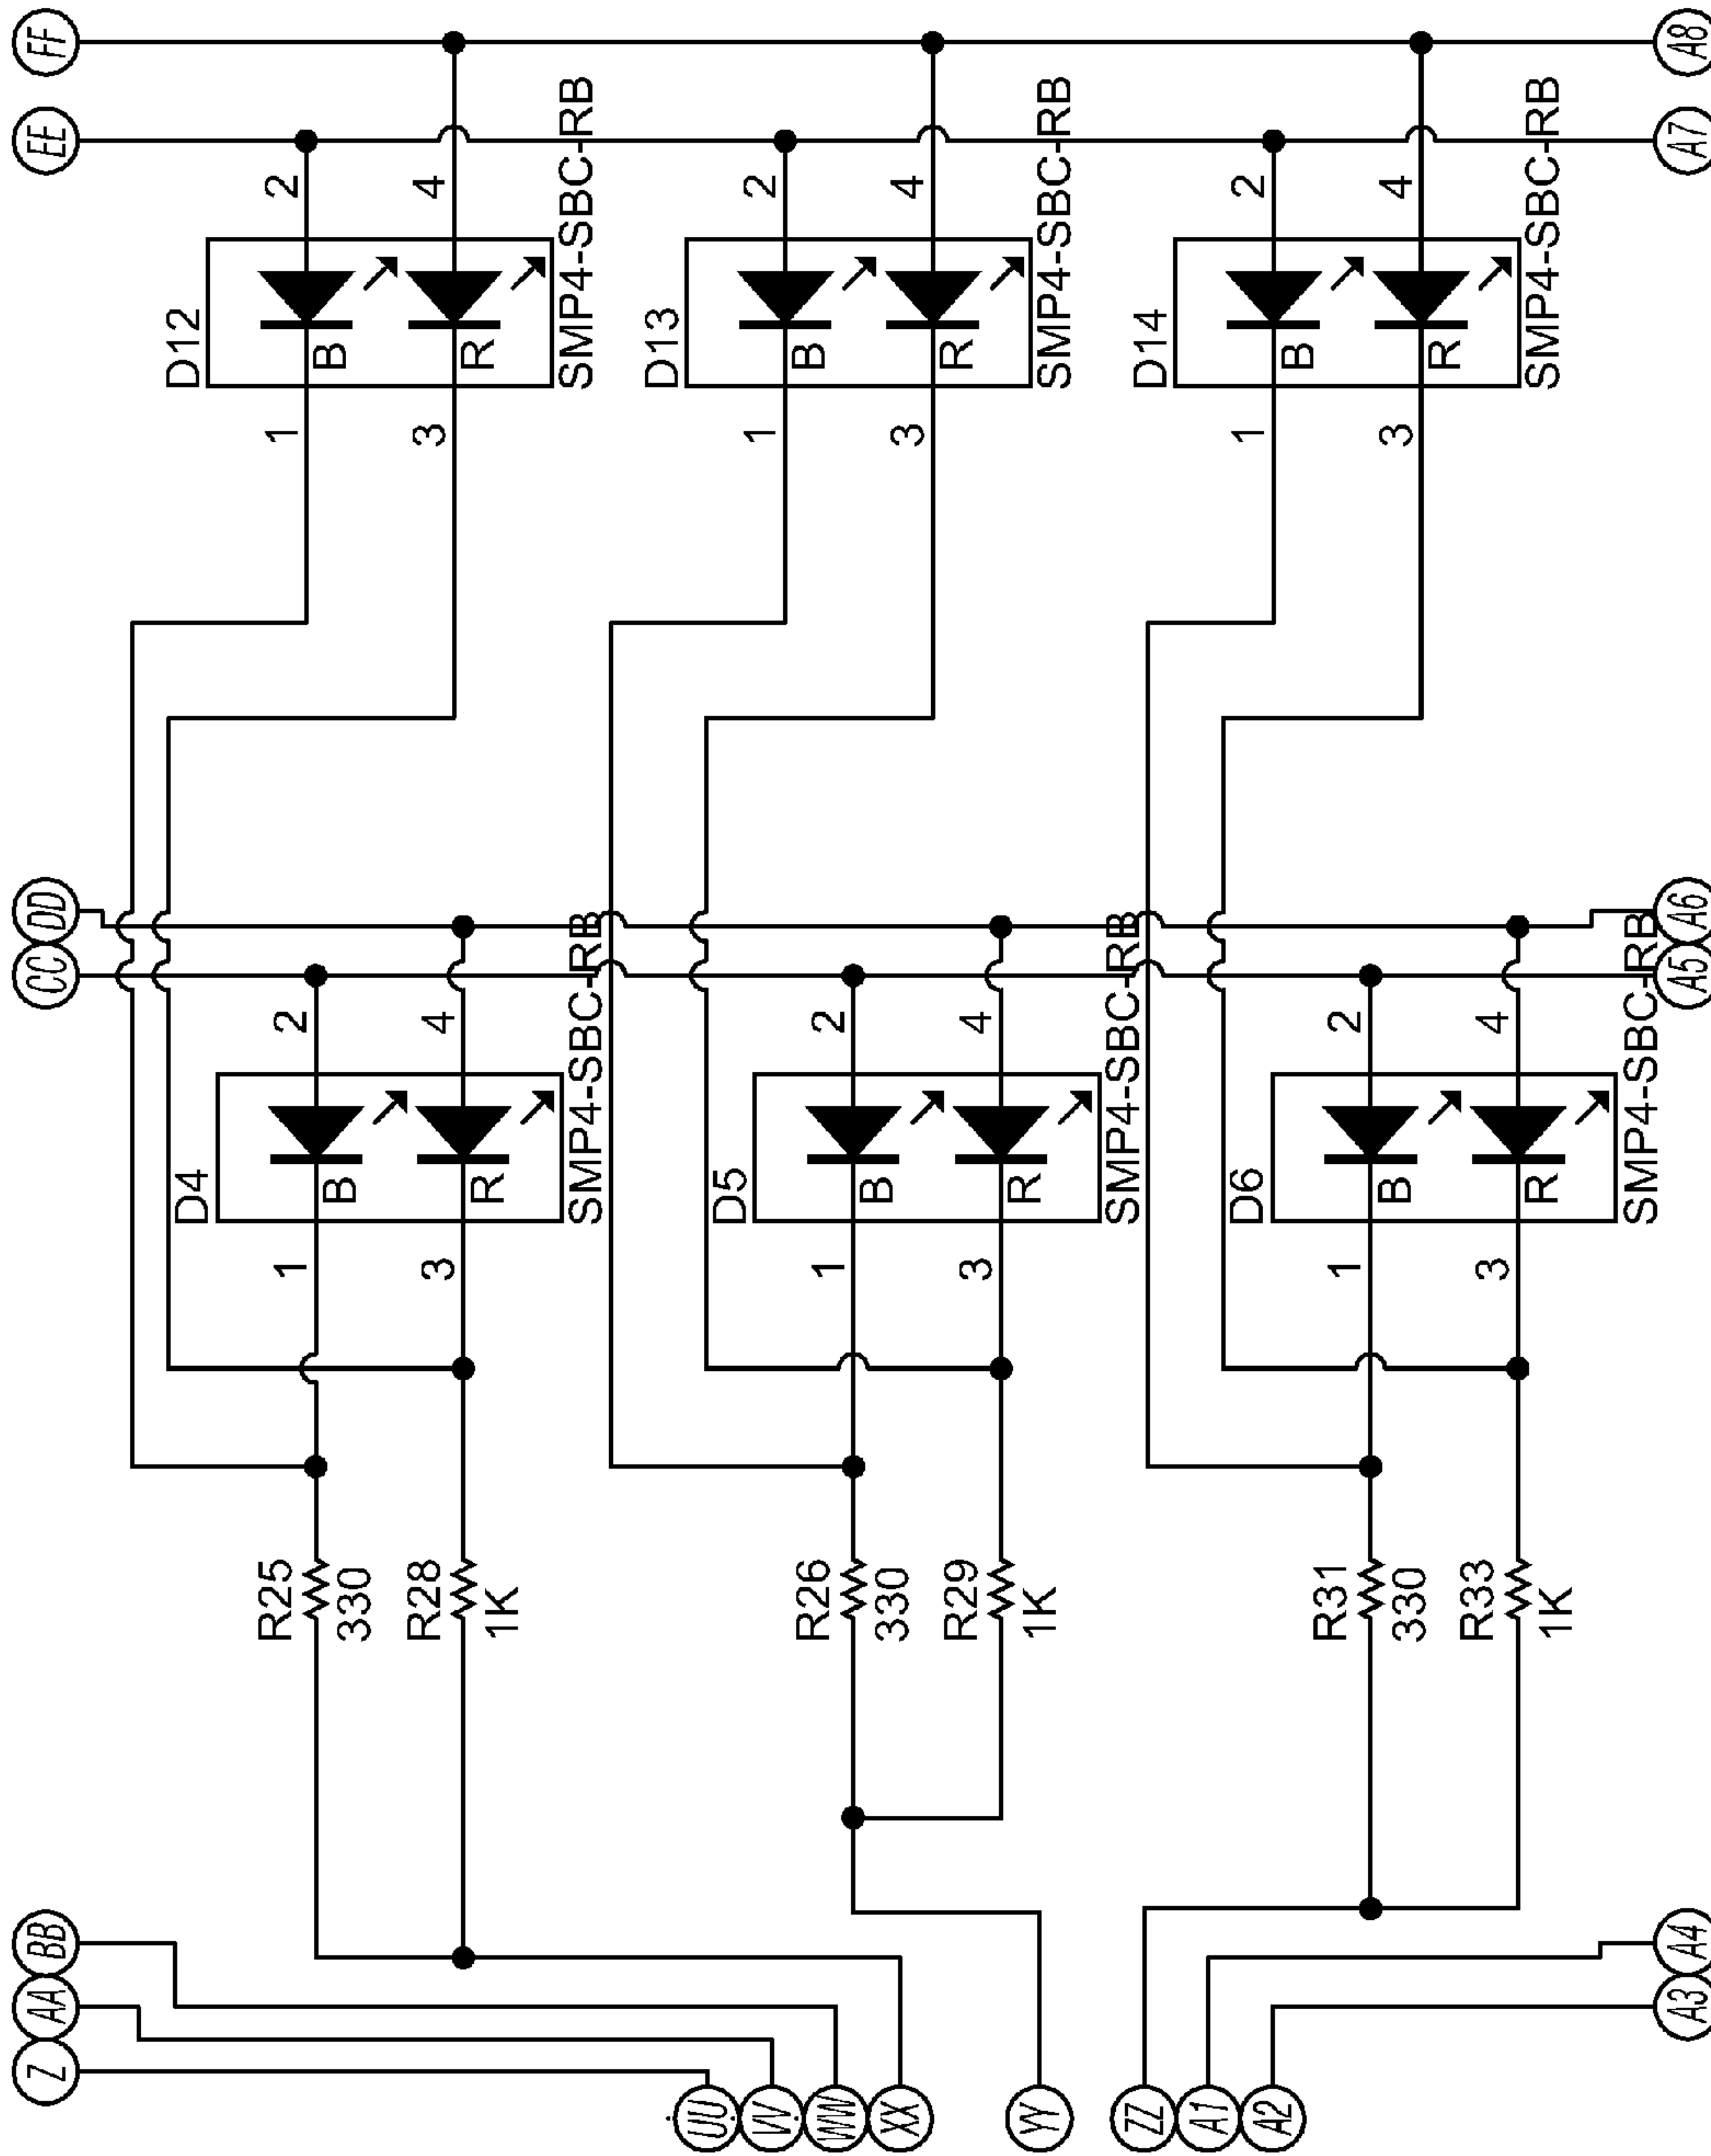 FF
EE
DD
CC
BB
AA
Z
D12
2
1
B
4
3
R
SMP4-SBC-RB
D13
2
1
B
4
3
R
SMP4-SBC-RB
D14
2
1
B
4
3
R
SMP4-SBC-RB
D4
2
1
B
4
3
R
SMP4-SBC-RB
D5
2
1
B
4
3
R
SMP4-SBC-RB
D6
2
1
B
4
3
R
SMP4-SBC-RB
R25
330
R28
1K
R26
330
R29
1K
R31
330
R33
1K
UU
VV
WW
XX
YY
ZZ
A1
A2
A8
A7
A6
A5
A4
A3